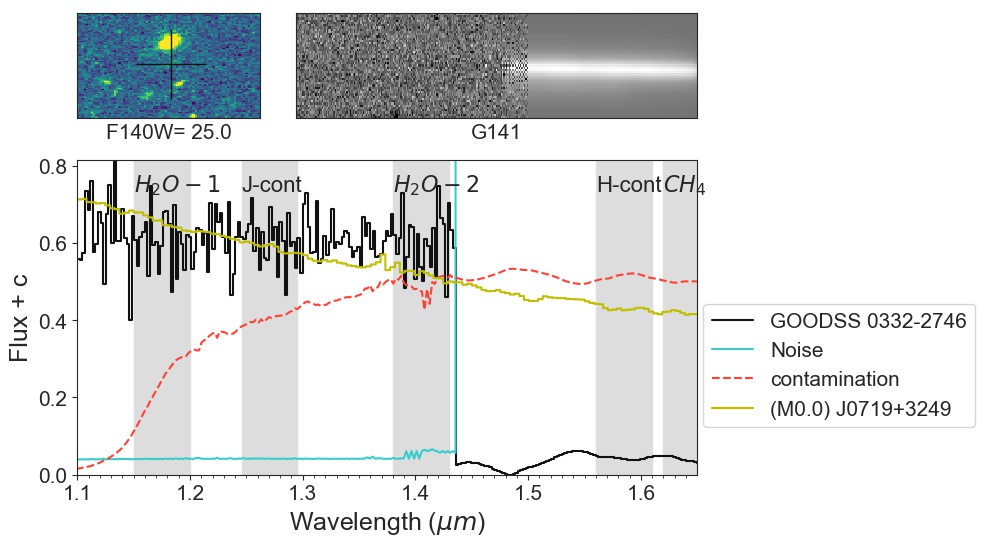 F140W= 25.0
G141
H₂O − 1
J-cont
H₂O − 2
H-cont
CH₄
0.8
0.6
0.4
0.2
0.0
Flux + c
1.1
1.2
1.3
1.4
1.5
1.6
Wavelength (μm)
GOODSS 0332-2746
Noise
contamination
(M0.0) J0719+3249